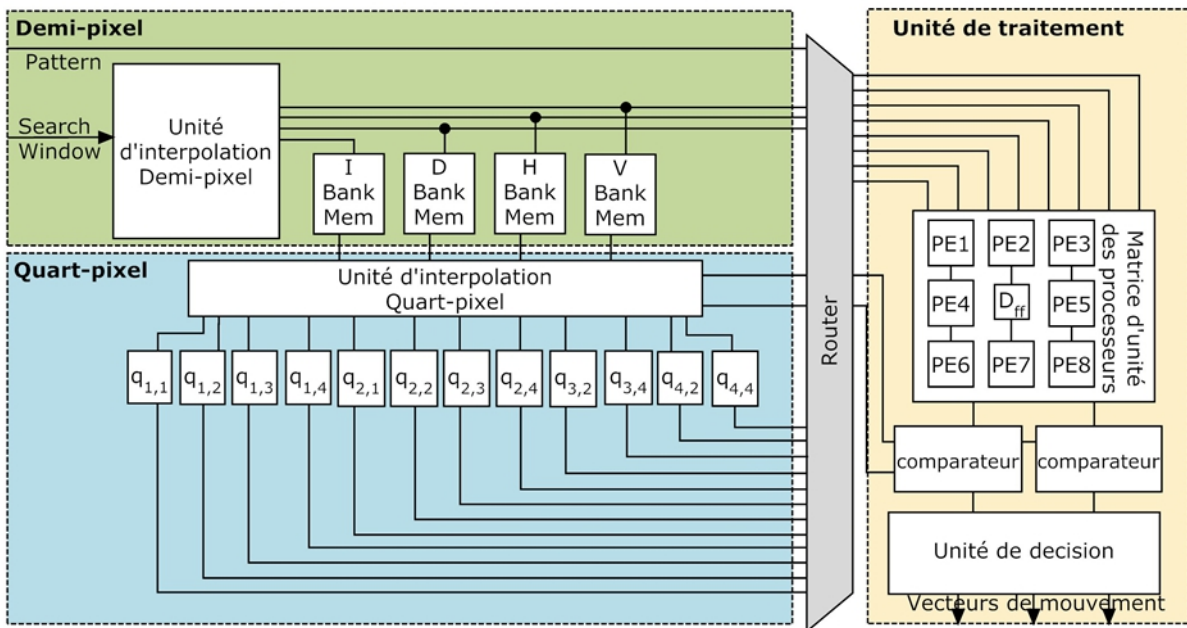 Demi-pixel
Pattern
Search
Window
Unité
d'interpolation
Demi-pixel
I
Bank
Mem
D
Bank
Mem
H
Bank
Mem
V
Bank
Mem
Quart-pixel
Unité d'interpolation
Quart-pixel
q1,1
q1,2
q1,3
q1,4
q2,1
q2,2
q2,3
q2,4
q3,2
q3,4
q4,2
q4,4
Router
Unité de traitement
PE1
PE2
PE3
PE4
Dff
PE5
PE6
PE7
PE8
Matrice d'unité
des processeurs
comparateur
comparateur
Unité de decision
Vecteurs de mouvement